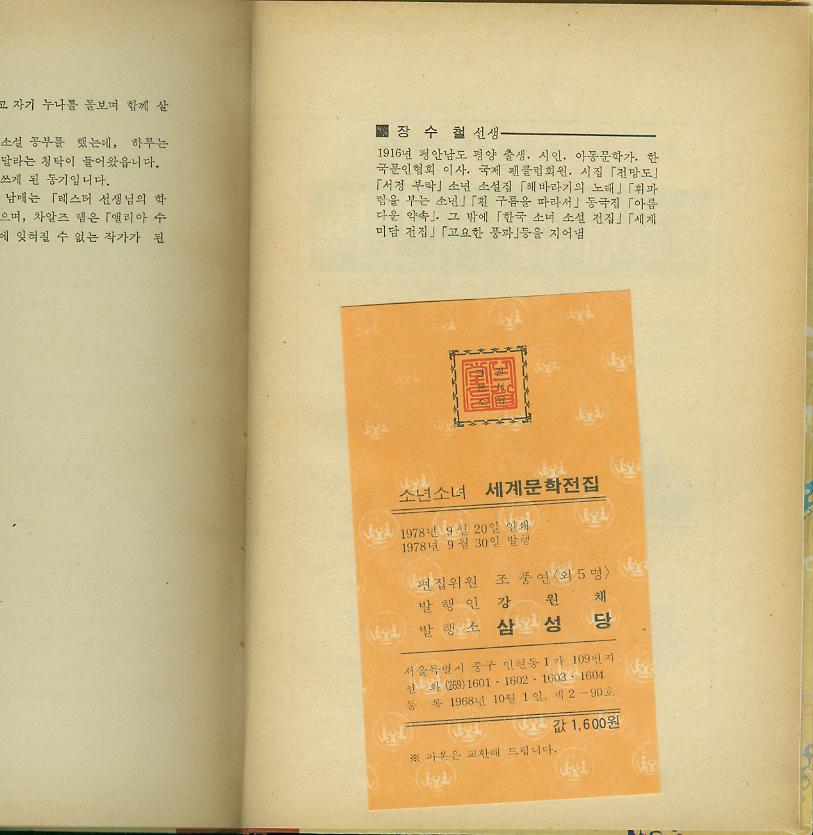 고 자기 누나를 돌보며 함께 살
소설 공부를 했는데, 하루는
달라는 청탁이 들어왔읍니다.
쓰게 된 동기입니다.
남매는 「레스터 선생님의 학
으며, 차알즈 램은 「앨리아 수
에 잊혀질 수 없는 작가가 된
장 수 철 선생
1916년 평안남도 평양 출생. 시인. 아동문학가. 한
국문인협회 이사. 국제 펜클럽회원. 시집 「전망도」
「서정 부락」 소년 소설집 「해바라기의 노래」 「휘파
람을 부는 소년」 「흰 구름을 따라서」 동극집 「아름
다운 약속」. 그 밖에 「한국 소녀 소설 전집」 「세계
미담 전집」 「고요한 풍파」등을 지어냄
소년소녀 세계문학전집
1978년 9월 20일 인쇄
1978년 9월 30일 발행
편집위원 조 풍 연〈외 5 명〉
발 행 인 강 원 채
발 행 소 삼 성 당
서울특별시 중구 인현동 1 가 109번지
전 화 (269) 1601 · 1602 · 1603 · 1604
등 록 1968년 10월 1 일. 제 2 -90호
값 1,600원
※ 파본은 교환해 드립니다.